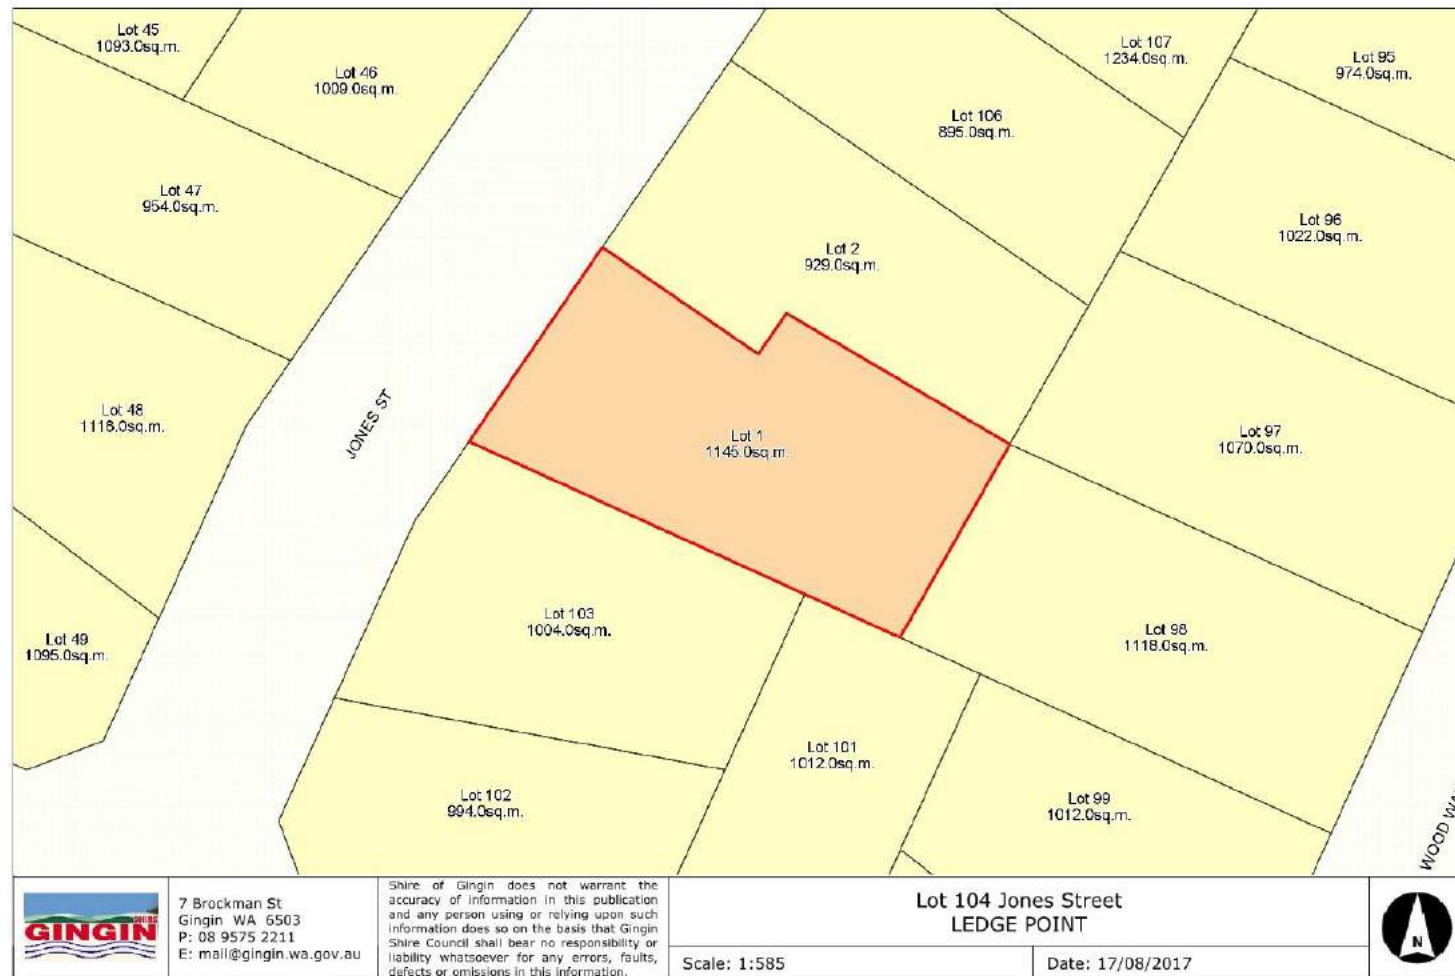 Lot 45
1093.0sq.m.
Lot 46
1009.0sq.m.
Lot 107
1234.0sq.m.
Lot 95
974.0sq.m.
Lot 106
895.0sq.m.
Lot 47
954.0sq.m.
Lot 96
1022.0sq.m.
Lot 2
929.0sq.m.
Lot 48
1118.0sq.m.
JONES ST
Lot 1
1145.0sq.m.
Lot 97
1070.0sq.m.
Lot 103
1004.0sq.m.
Lot 98
1118.0sq.m.
Lot 49
1095.0sq.m.
Lot 101
1012.0sq.m.
Lot 102
994.0sq.m.
Lot 99
1012.0sq.m.
WOOD WA
SHIRE
GINGIN
7 Brockman St
Gingin WA 6503
P: 08 9575 2211
E: mail@gingin.wa.gov.au
Shire of Gingin does not warrant the
accuracy of information in this publication
and any person using or relying upon such
information does so on the basis that Gingin
Shire Council shall bear no responsibility or
liability whatsoever for any errors, faults,
defects or omissions in this information.
Lot 104 Jones Street
LEDGE POINT
Scale: 1:585
Date: 17/08/2017
N